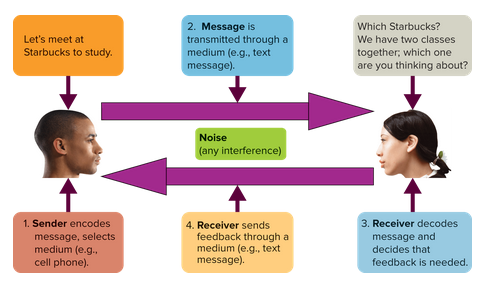 Let's meet at
Starbucks to study.
2. Message is
transmitted through a
medium (e.g., text
message).
Which Starbucks?
We have two classes
together; which one
are you thinking about?
Noise
(any interference)
1. Sender encodes
message, selects
medium (e.g.,
cell phone).
4. Receiver sends
feedback through a
medium (e.g., text
message).
3. Receiver decodes
message and
decides that
feedback is needed.